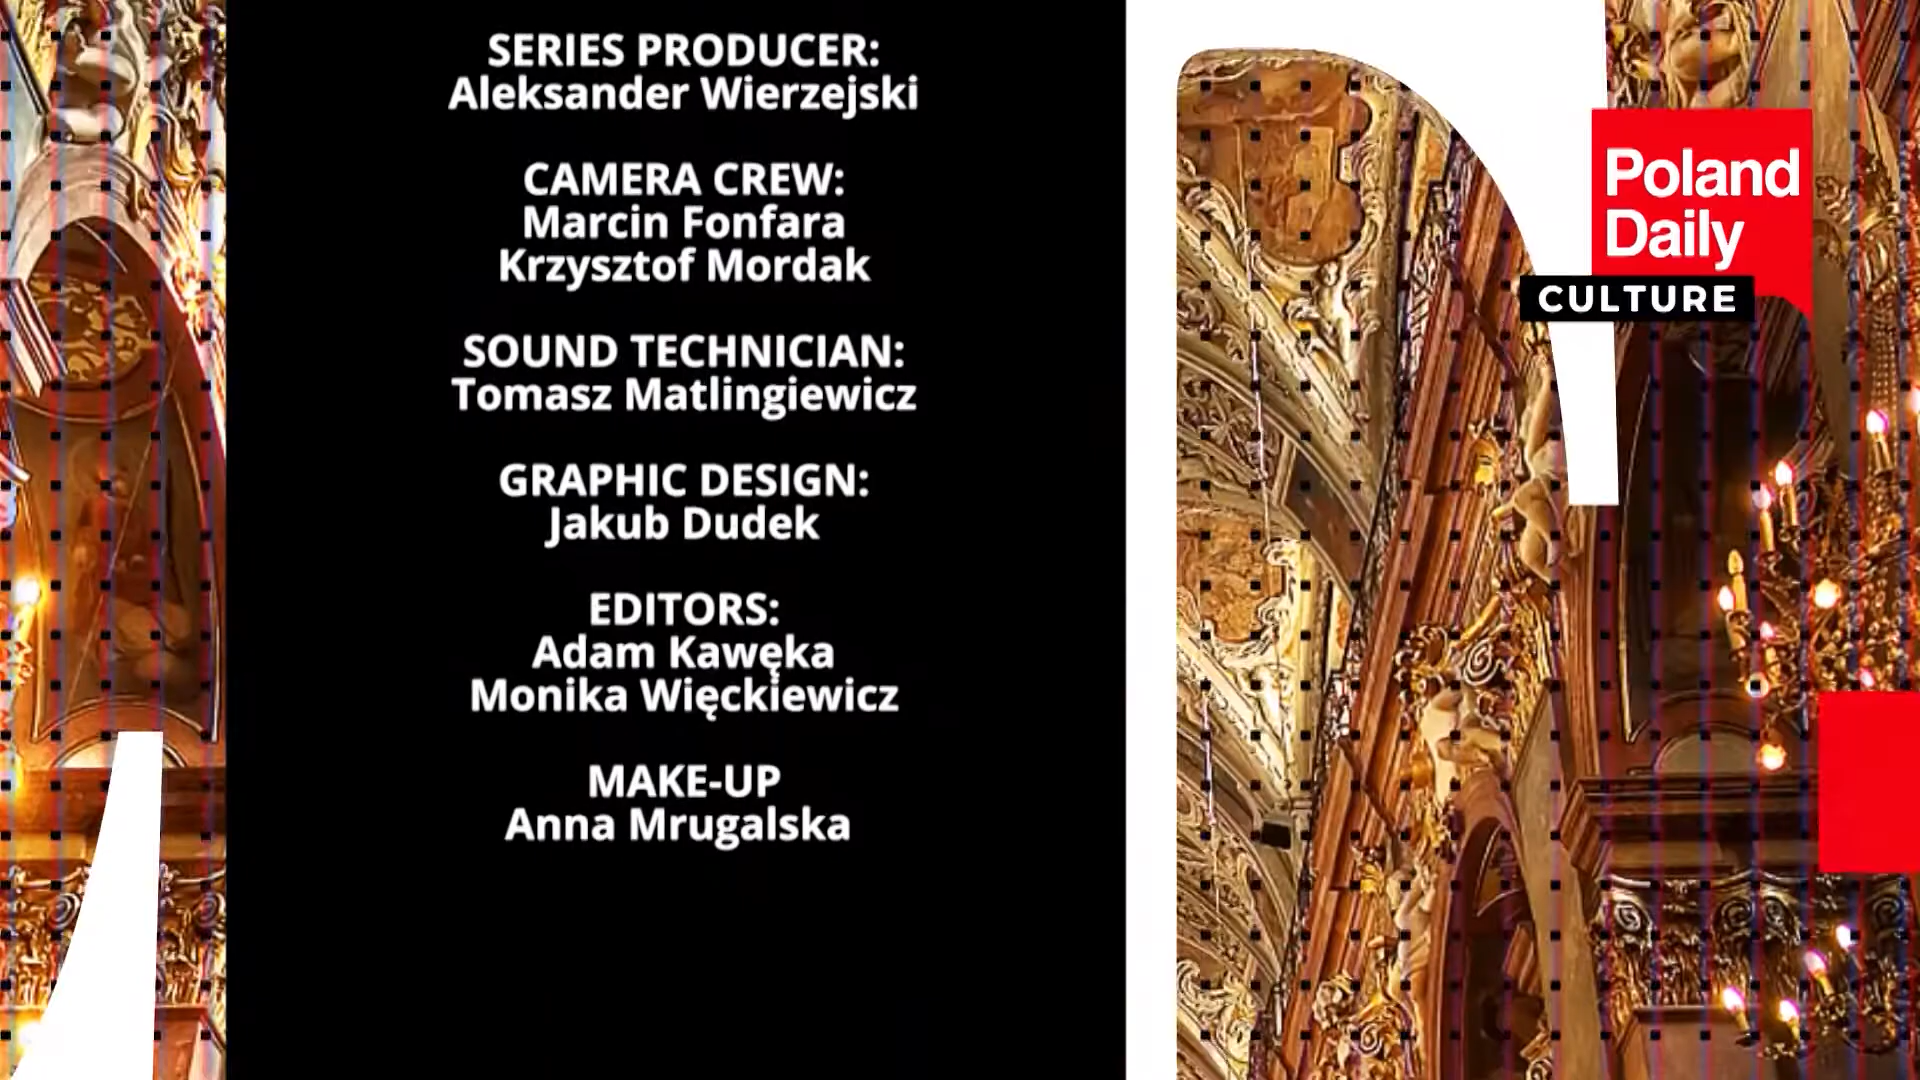 SERIES PRODUCER:
Aleksander Wierzejski
CAMERA CREW:
Marcin Fonfara
Krzysztof Mordak
SOUND TECHNICIAN:
Tomasz Matlingiewicz
GRAPHIC DESIGN:
Jakub Dudek
EDITORS:
Adam Kawęka
Monika Więckiewicz
MAKE-UP
Anna Mrugalska
Poland
Daily
CULTURE